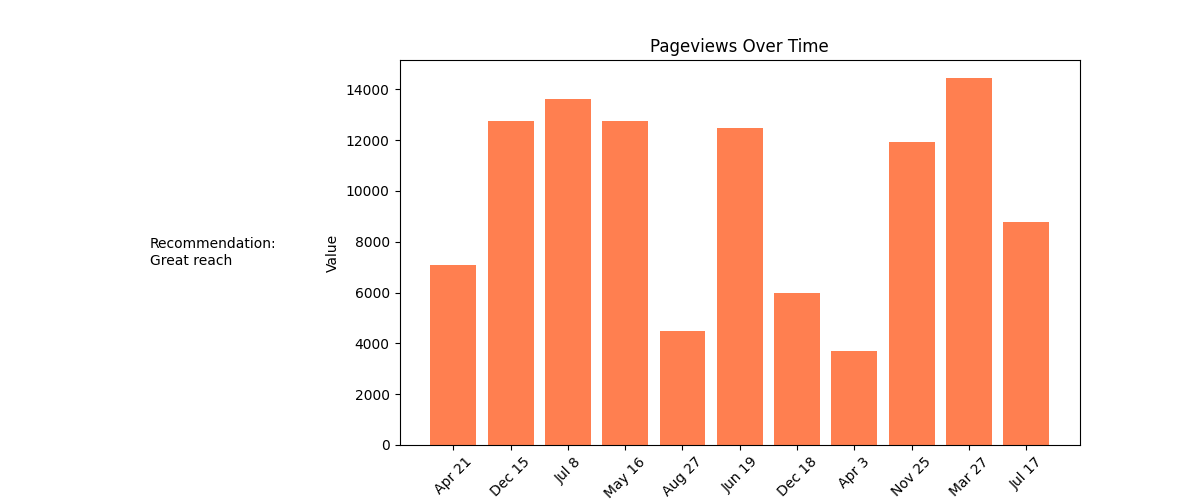 Pageviews Over Time
Recommendation:
Great reach
Value
14000
12000
10000
8000
6000
4000
2000
0
Apr 21
Dec 15
Jul 8
May 16
Aug 27
Jun 19
Dec 18
Apr 3
Nov 25
Mar 27
Jul 17